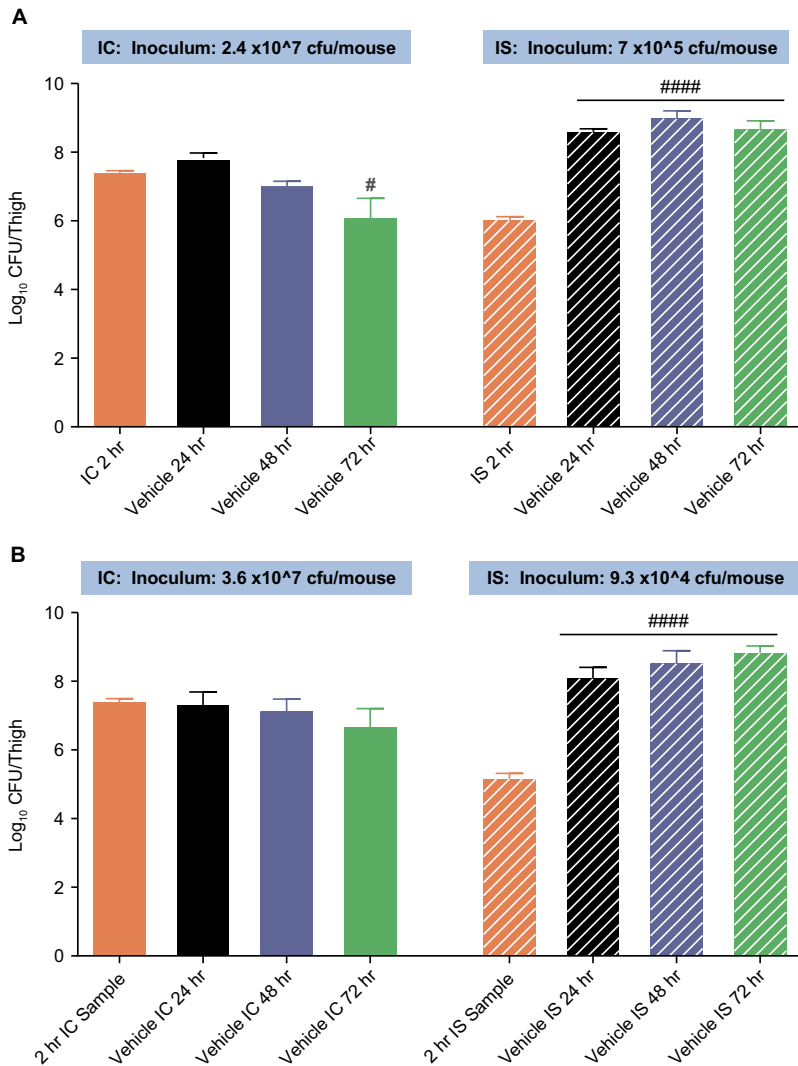 A
IC: Inoculum: 2.4 x10^7 cfu/mouse
IS: Inoculum: 7 x10^5 cfu/mouse
Log₁₀ CFU/Thigh
10
8
6
4
2
0
#
####
IC 2 hr
Vehicle 24 hr
Vehicle 48 hr
Vehicle 72 hr
IS 2 hr
Vehicle 24 hr
Vehicle 48 hr
Vehicle 72 hr
B
IC: Inoculum: 3.6 x10^7 cfu/mouse
IS: Inoculum: 9.3 x10^4 cfu/mouse
Log₁₀ CFU/Thigh
10
8
6
4
2
0
####
2 hr IC Sample
Vehicle IC 24 hr
Vehicle IC 48 hr
Vehicle IC 72 hr
2 hr IS Sample
Vehicle IS 24 hr
Vehicle IS 48 hr
Vehicle IS 72 hr